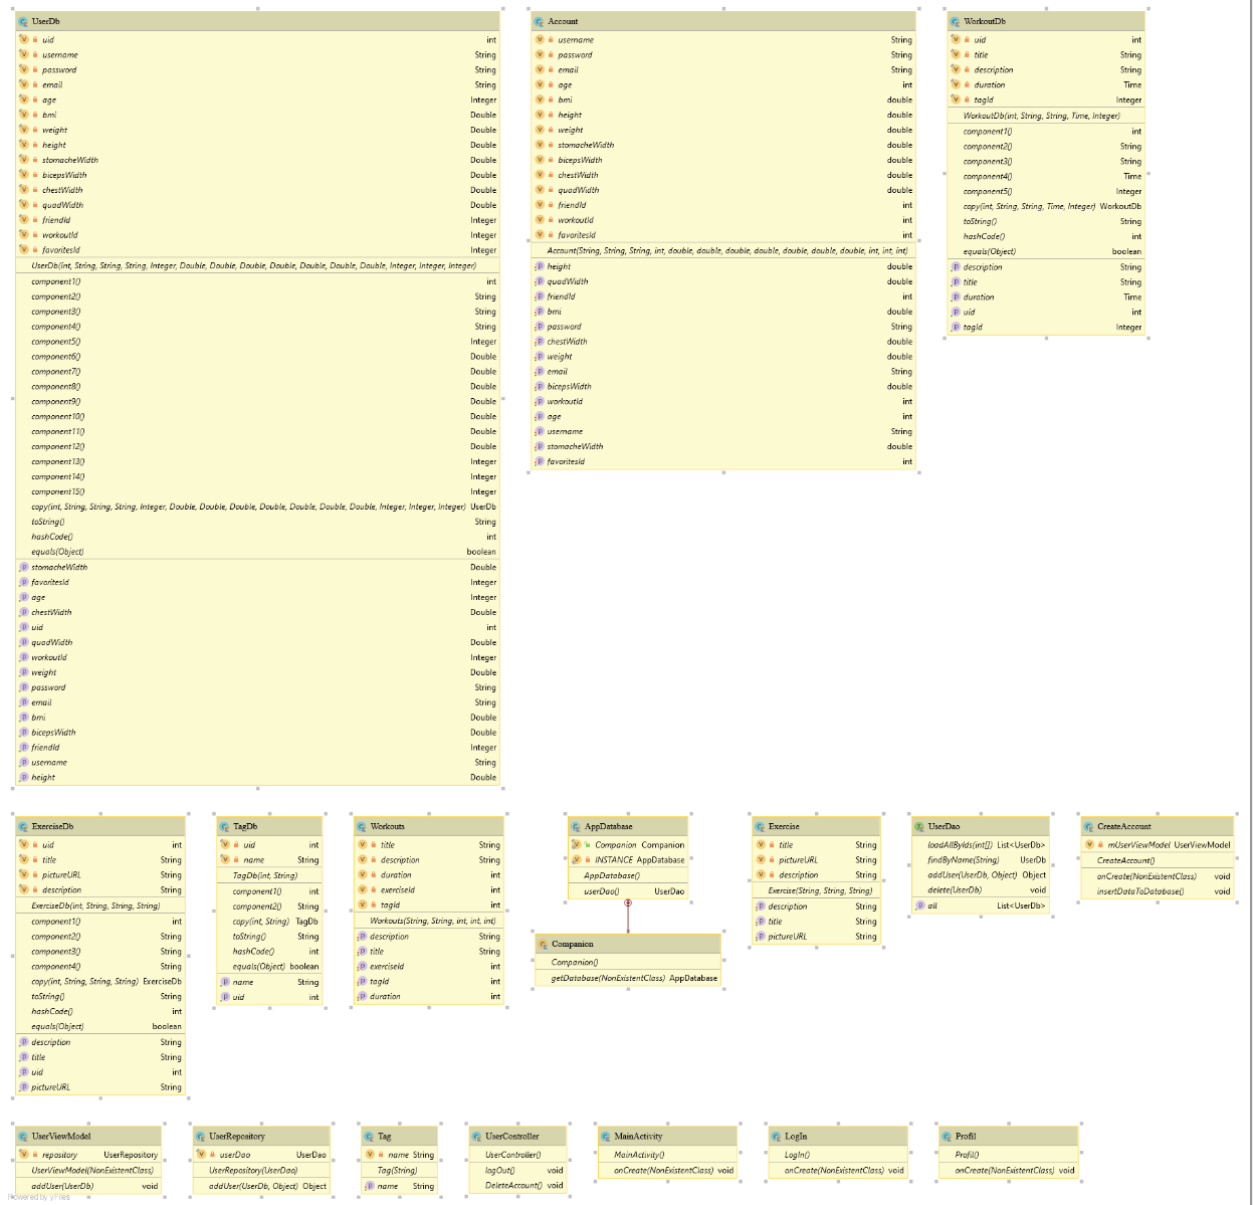 UserDb
uid int
username String
password String
email String
age Integer
bmi Double
weight Double
height Double
stomacheWidth Double
bicepsWidth Double
chestWidth Double
quadWidth Double
friendId Integer
workoutId Integer
favoritesId Integer
UserDb(int, String, String, String, Integer, Double, Double, Double, Double, Double, Double, Double, Integer, Integer, Integer)
component1() int
component2() String
component3() String
component4() String
component5() Integer
component6() Double
component7() Double
component8() Double
component9() Double
component10() Double
component11() Double
component12() Double
component13() Integer
component14() Integer
component15() Integer
copy(int, String, String, String, Integer, Double, Double, Double, Double, Double, Double, Double, Integer, Integer, Integer) UserDb
toString() String
hashCode() int
equals(Object) boolean
stomacheWidth Double
favoritesId Integer
age Integer
chestWidth Double
uid int
quadWidth Double
workoutId Integer
weight Double
password String
email String
bmi Double
bicepsWidth Double
friendId Integer
username String
height Double
Account
username String
password String
email String
age int
bmi double
height double
weight double
stomacheWidth double
bicepsWidth double
chestWidth double
quadWidth double
friendId int
workoutId int
favoritesId int
Account(String, String, String, int, double, double, double, double, double, double, double, int, int, int)
height double
quadWidth double
friendId int
bmi double
password String
chestWidth double
weight double
email String
bicepsWidth double
workoutId int
age int
username String
stomacheWidth double
favoritesId int
WorkoutDb
uid int
title String
description String
duration Time
tagId Integer
WorkoutDb(int, String, String, Time, Integer)
component1() int
component2() String
component3() String
component4() Time
component5() Integer
copy(int, String, String, Time, Integer) WorkoutDb
toString() String
hashCode() int
equals(Object) boolean
description String
title String
duration Time
uid int
tagId Integer
ExerciseDb
uid int
title String
pictureURL String
description String
ExerciseDb(int, String, String, String)
component1() int
component2() String
component3() String
component4() String
copy(int, String, String, String) ExerciseDb
toString() String
hashCode() int
equals(Object) boolean
description String
title String
uid int
pictureURL String
TagDb
uid int
name String
TagDb(int, String)
component1() int
component2() String
copy(int, String) TagDb
toString() String
hashCode() int
equals(Object) boolean
name String
uid int
Workouts
title String
description String
duration int
exerciseId int
tagId int
Workouts(String, String, int, int, int)
description String
title String
exerciseId int
tagId int
duration int
AppDatabase
Companion Companion
INSTANCE AppDatabase
AppDatabase()
userDao() UserDao
Companion
Companion()
getDatabase(NonExistentClass) AppDatabase
Exercise
title String
pictureURL String
description String
Exercise(String, String, String)
description String
title String
pictureURL String
UserDao
loadAllByIds(int[]) List<UserDb>
findByName(String) UserDb
addUser(UserDb, Object) Object
delete(UserDb) void
all List<UserDb>
CreateAccount
mUserViewModel UserViewModel
CreateAccount()
onCreate(NonExistentClass) void
insertDataToDatabase() void
UserViewModel
repository UserRepository
UserViewModel(NonExistentClass)
addUser(UserDb) void
UserRepository
userDao UserDao
UserRepository(UserDao)
addUser(UserDb, Object) Object
Tag
name String
Tag(String)
name String
UserController
UserController()
logOut() void
DeleteAccount() void
MainActivity
MainActivity()
onCreate(NonExistentClass) void
LogIn
LogIn()
onCreate(NonExistentClass) void
Profil
Profil()
onCreate(NonExistentClass) void
Powered by yFiles